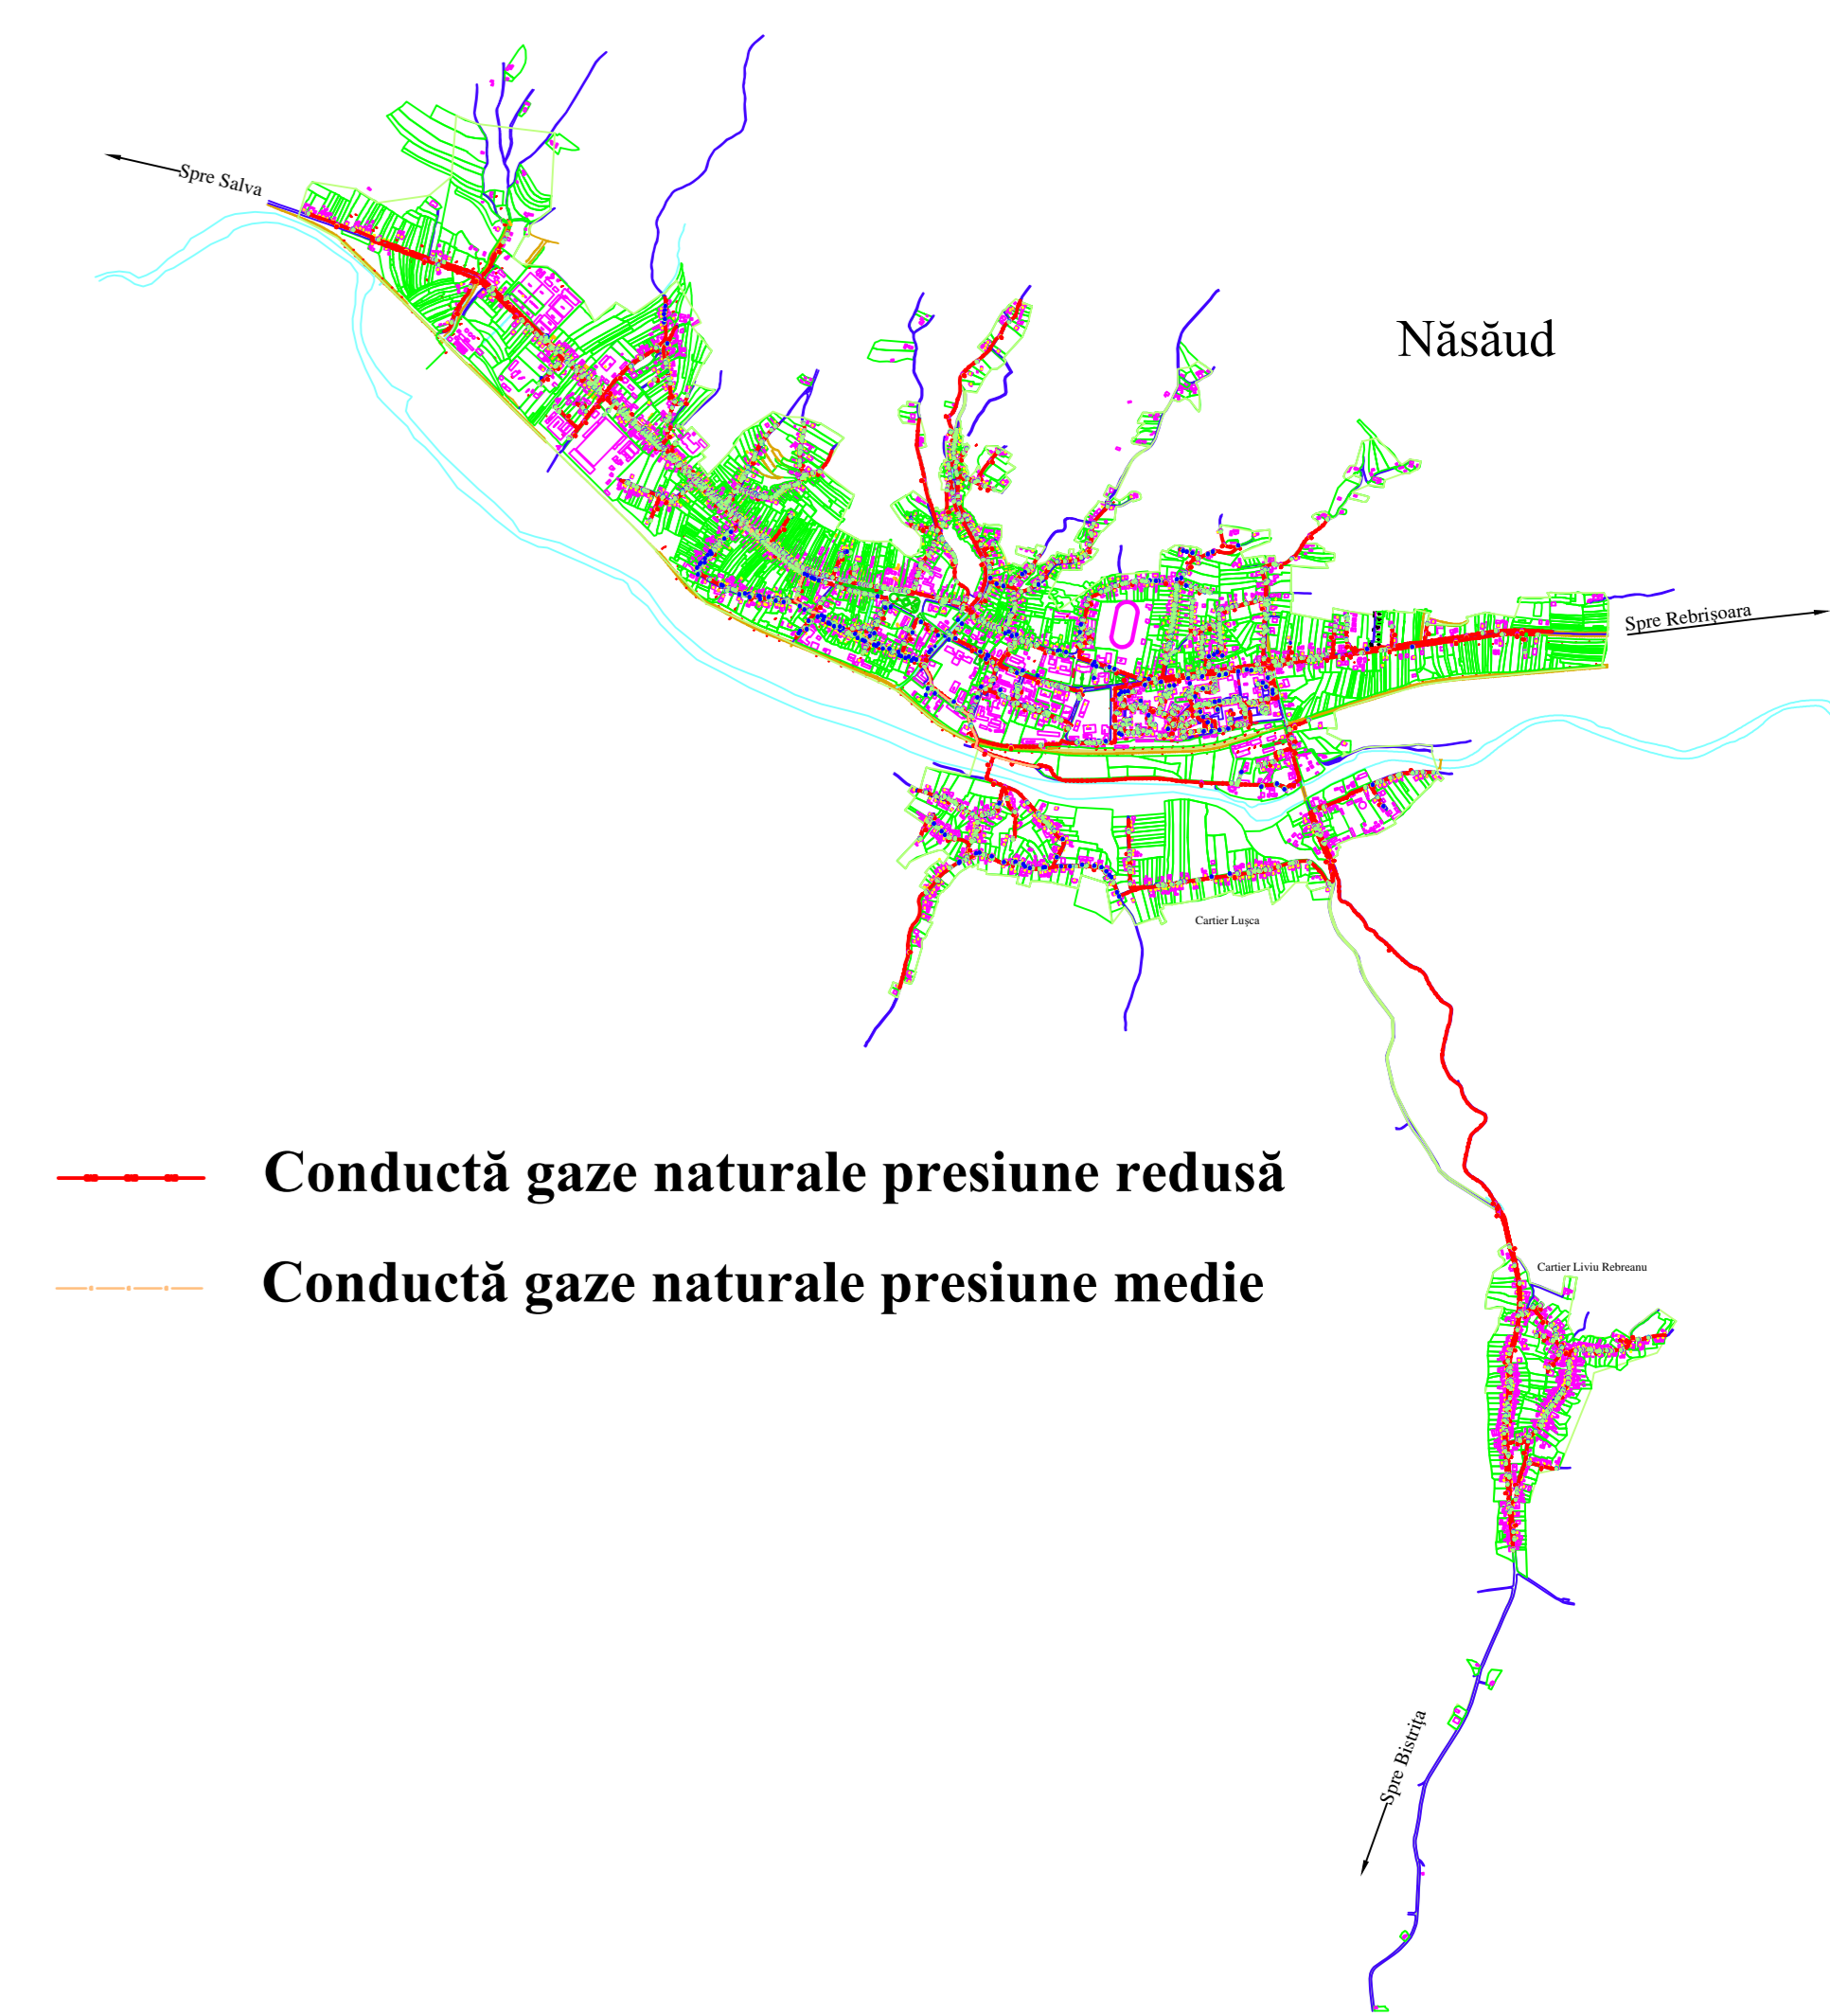 Spre Salva
Năsăud
Spre Rebrişoara
Cartier Luşca
Conductă gaze naturale presiune redusă
Cartier Liviu Rebreanu
Conductă gaze naturale presiune medie
Spre Bistriţa